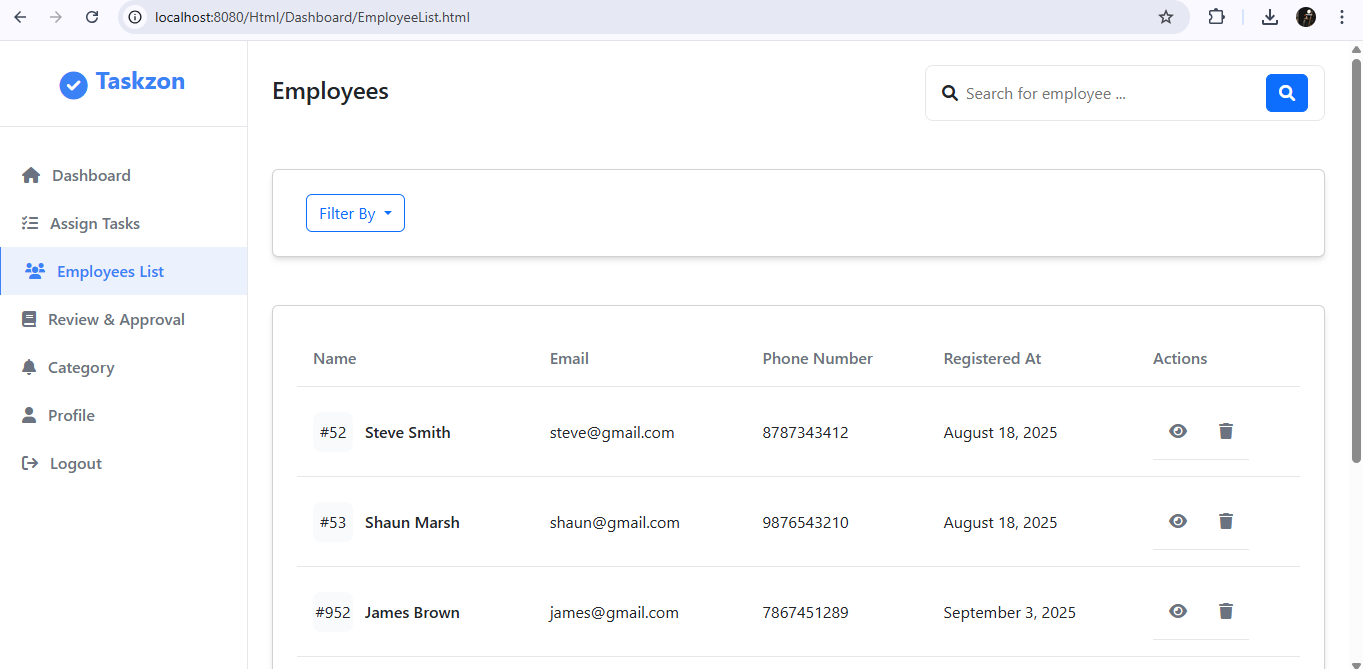 localhost:8080/Html/Dashboard/EmployeeList.html
Taskzon
Dashboard
Assign Tasks
Employees List
Review & Approval
Category
Profile
Logout
Employees
Search for employee ...
Filter By
Name Email Phone Number Registered At Actions
#52 Steve Smith steve@gmail.com 8787343412 August 18, 2025
#53 Shaun Marsh shaun@gmail.com 9876543210 August 18, 2025
#952 James Brown james@gmail.com 7867451289 September 3, 2025